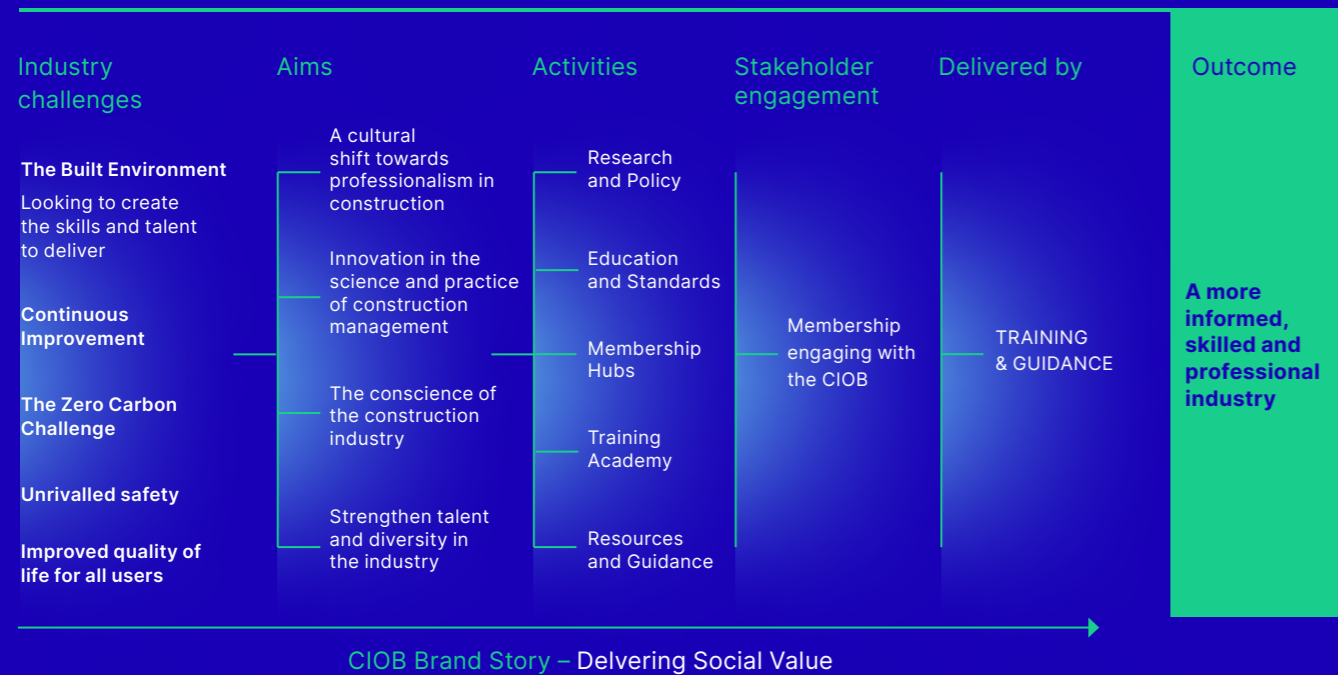 Industry
challenges
The Built Environment
Looking to create
the skills and talent
to deliver
Continuous
Improvement
The Zero Carbon
Challenge
Unrivalled safety
Improved quality of
life for all users
Aims
A cultural
shift towards
professionalism in
construction
Innovation in the
science and practice
of construction
management
The conscience of
the construction
industry
Strengthen talent
and diversity in
the industry
Activities
Research
and Policy
Education
and Standards
Membership
Hubs
Training
Academy
Resources
and Guidance
Stakeholder
engagement
Membership
engaging with
the CIOB
Delivered by
TRAINING
& GUIDANCE
Outcome
A more
informed,
skilled and
professional
industry
CIOB Brand Story – Delvering Social Value